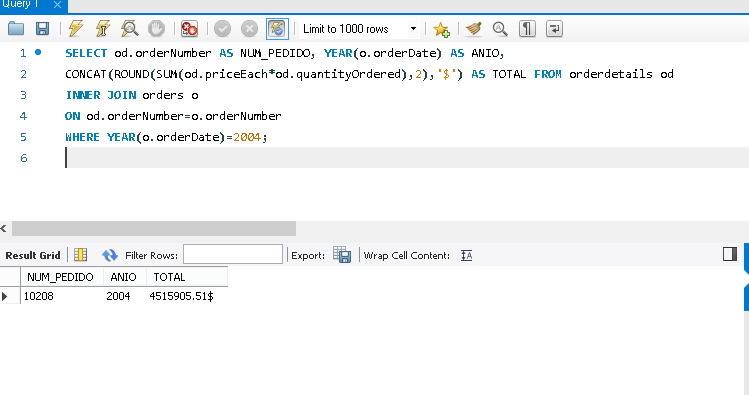 Query 1
Limit to 1000 rows
1 SELECT od.orderNumber AS NUM_PEDIDO, YEAR(o.orderDate) AS ANIO,
2 CONCAT(ROUND(SUM(od.priceEach*od.quantityOrdered),2),'$') AS TOTAL FROM orderdetails od
3 INNER JOIN orders o
4 ON od.orderNumber=o.orderNumber
5 WHERE YEAR(o.orderDate)=2004;
6
Result Grid Filter Rows: Export: Wrap Cell Content:
NUM_PEDIDO ANIO TOTAL
10208 2004 4515905.51$